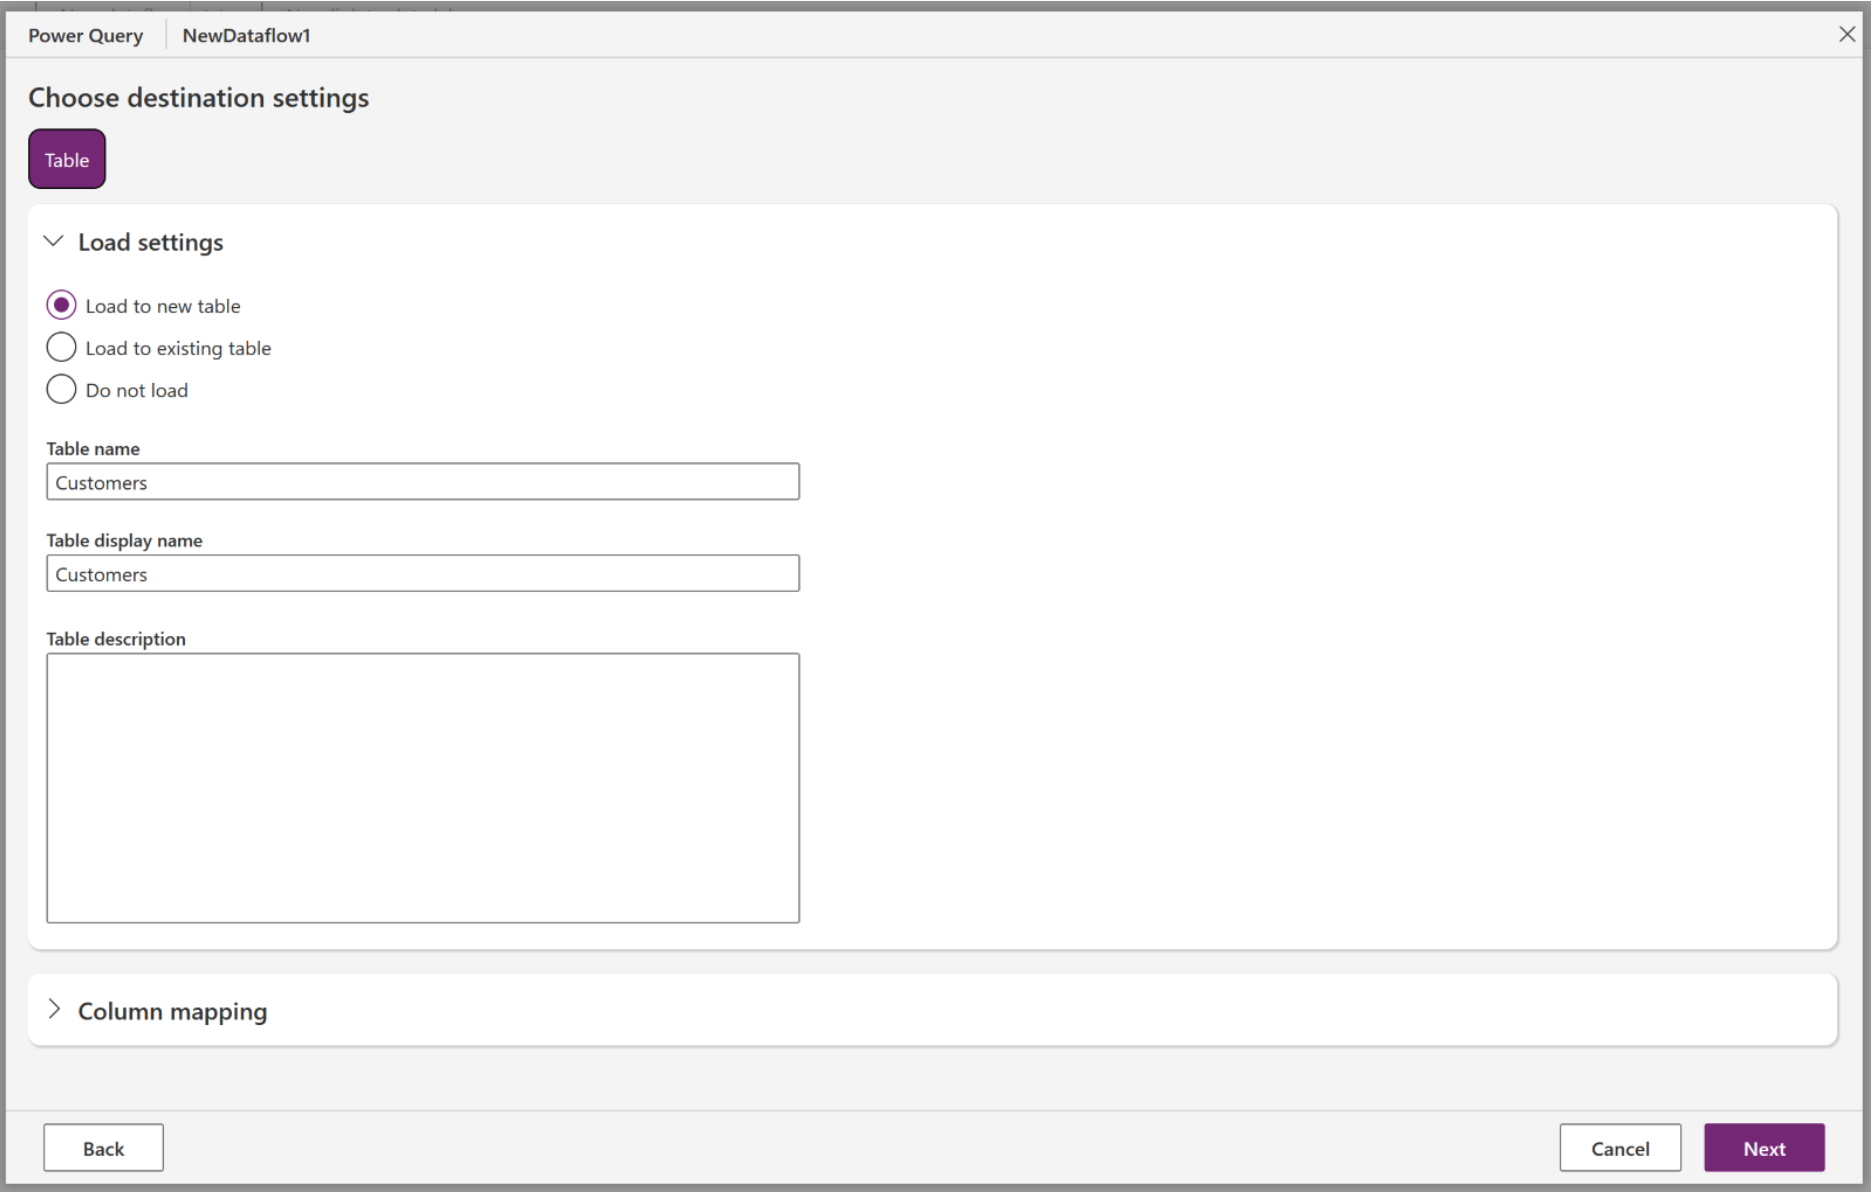 Power Query NewDataflow1
Choose destination settings
Table
Load settings
Load to new table
Load to existing table
Do not load
Table name
Customers
Table display name
Customers
Table description
Column mapping
Back Cancel Next